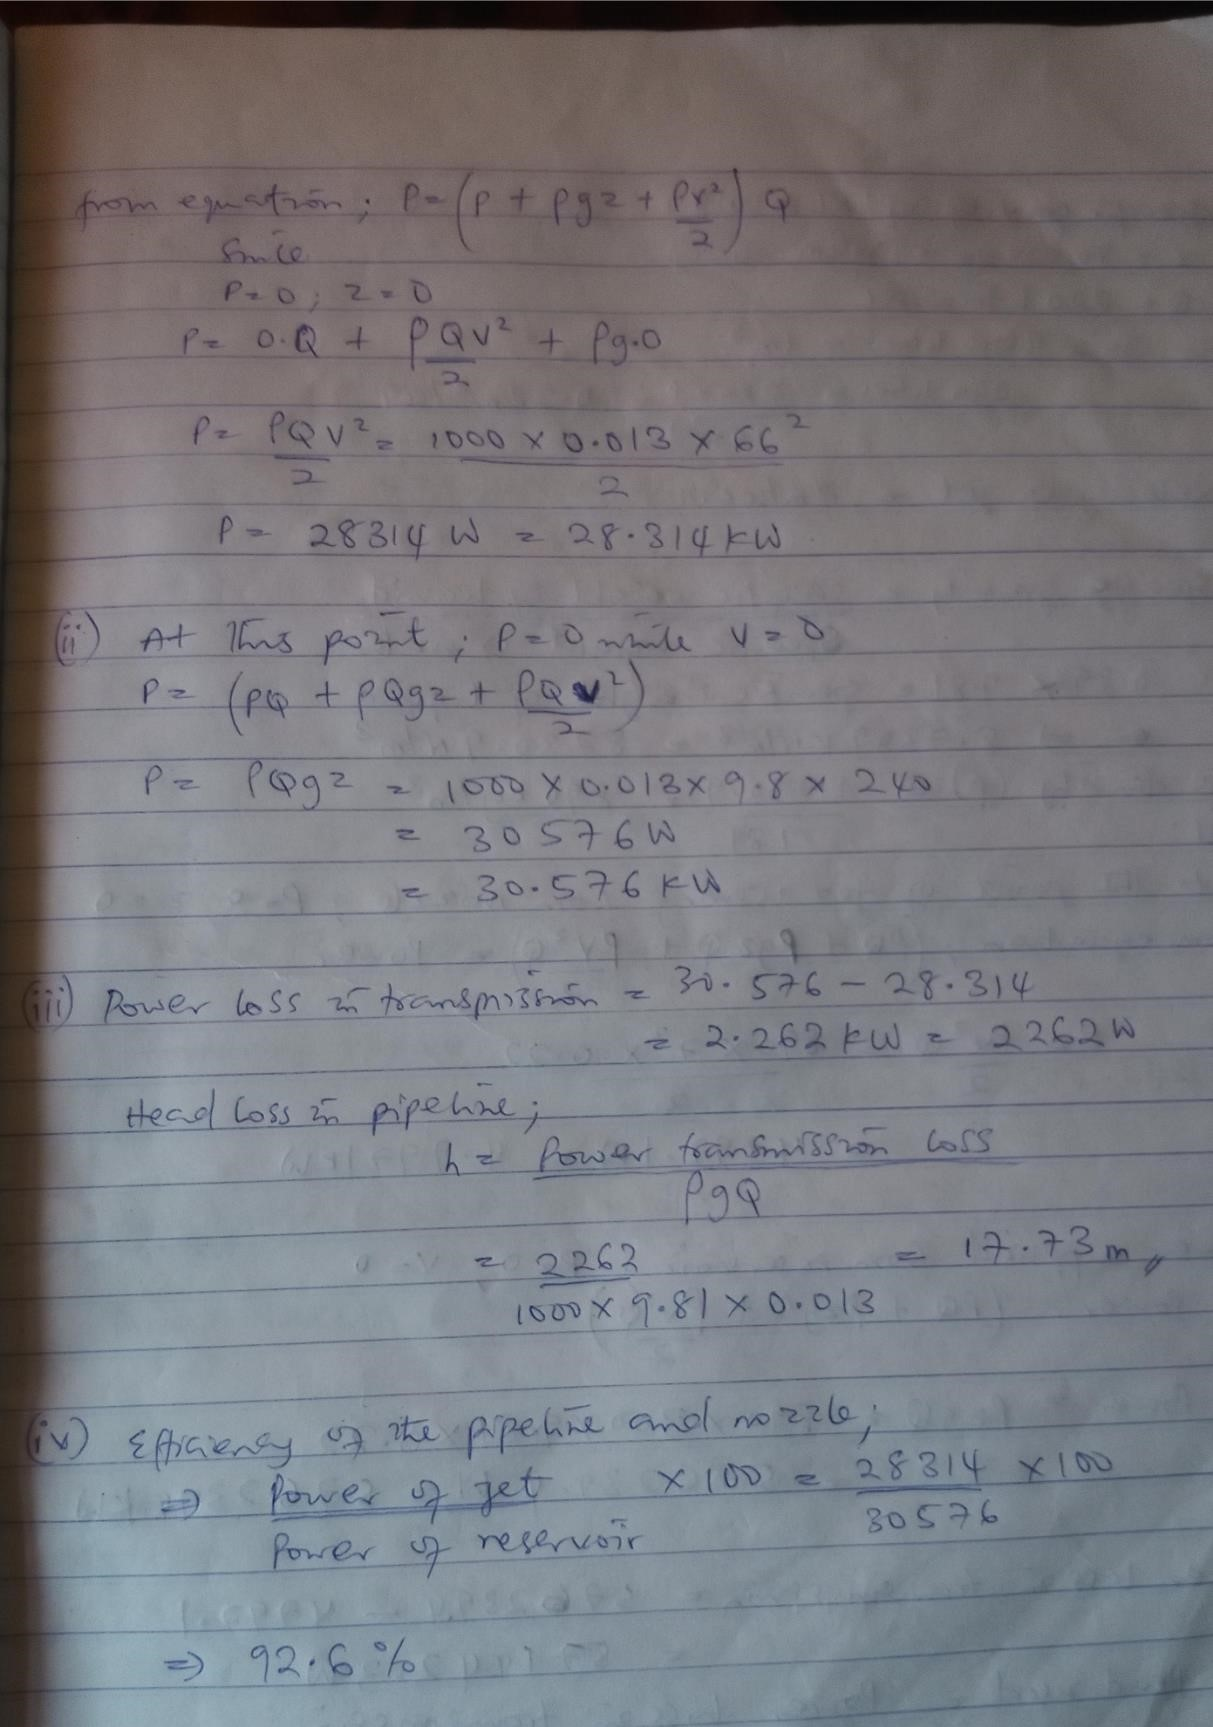 from equation; P = (P + ρgz + ρv²/2) Q
Since
P = 0; z = 0
P = 0.Q + ρQv²/2 + ρg.0
P = ρQv²/2 = 1000 × 0.013 × 66²/2
P = 28314 W = 28.314 kW
(ii) At this point; P = 0 while v = 0
P = (PQ + ρQgz + ρQv²/2)
P = ρQgz = 1000 × 0.013 × 9.8 × 240
= 30576 W
= 30.576 kW
(iii) Power loss in transmission = 30.576 - 28.314
= 2.262 kW = 2262 W
Head loss in pipeline;
h = Power transmission loss / ρgQ
= 2262 / 1000 × 9.81 × 0.013 = 17.73 m
(iv) Efficiency of the pipeline and nozzle;
⇒ Power of jet / Power of reservoir × 100 = 28314 / 30576 × 100
⇒ 92.6 %